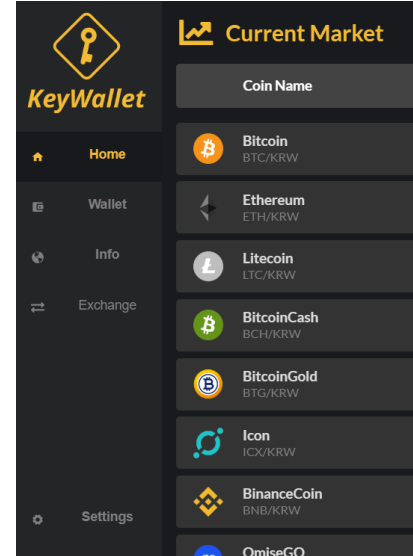 KeyWallet
Home
Wallet
Info
Exchange
Settings
Current Market
Coin Name
Bitcoin
BTC/KRW
Ethereum
ETH/KRW
Litecoin
LTC/KRW
BitcoinCash
BCH/KRW
BitcoinGold
BTG/KRW
Icon
ICX/KRW
BinanceCoin
BNB/KRW
OmiseGO